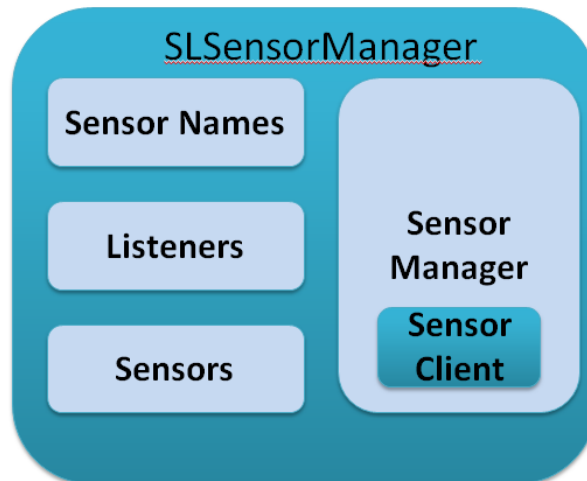 SLSensorManager
Sensor Names
Listeners
Sensors
Sensor
Manager
Sensor
Client